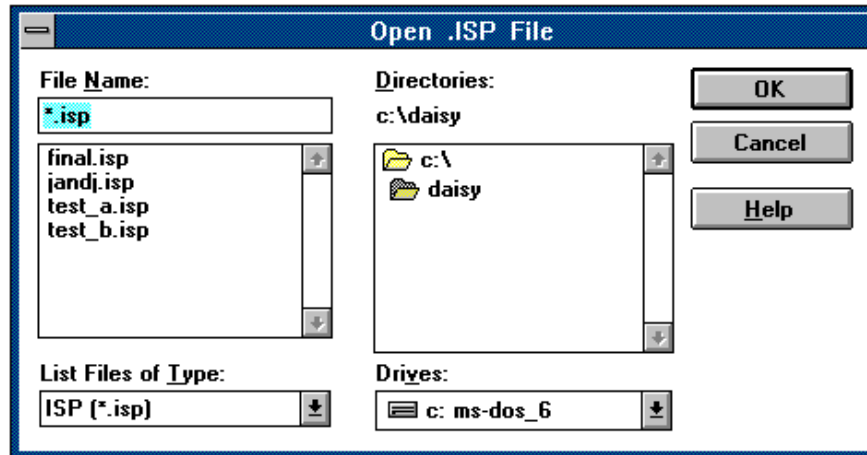 Open .ISP File
File Name:
*.isp
final.isp
jandj.isp
test_a.isp
test_b.isp
List Files of Type:
ISP (*.isp)
Directories:
c:\daisy
c:\
daisy
Drives:
c: ms-dos_6
OK
Cancel
Help